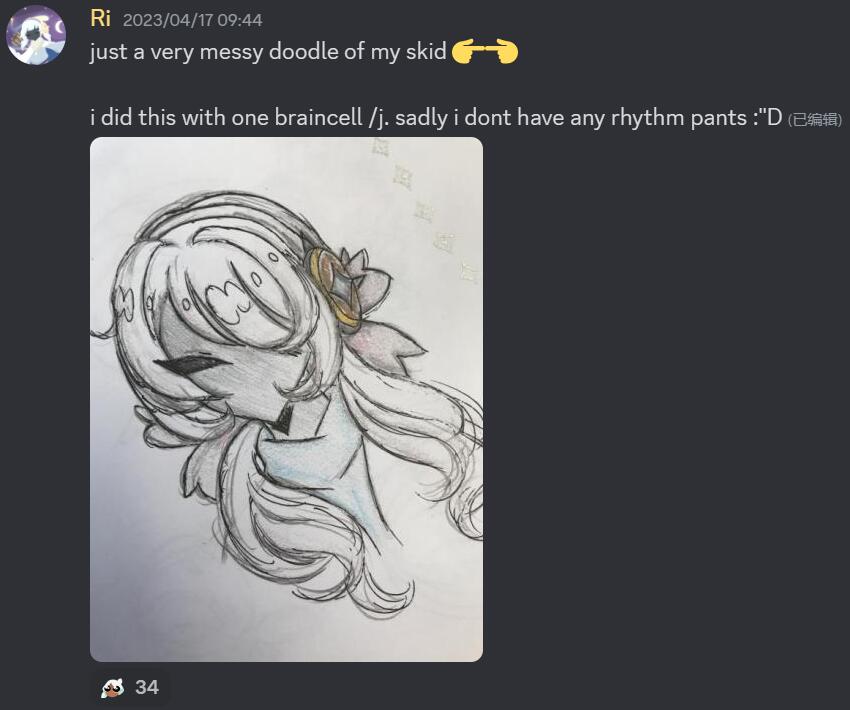 Ri 2023/04/17 09:44
just a very messy doodle of my skid 🫱🫲
i did this with one braincell /j. sadly i dont have any rhythm pants :"D (已编辑)
34